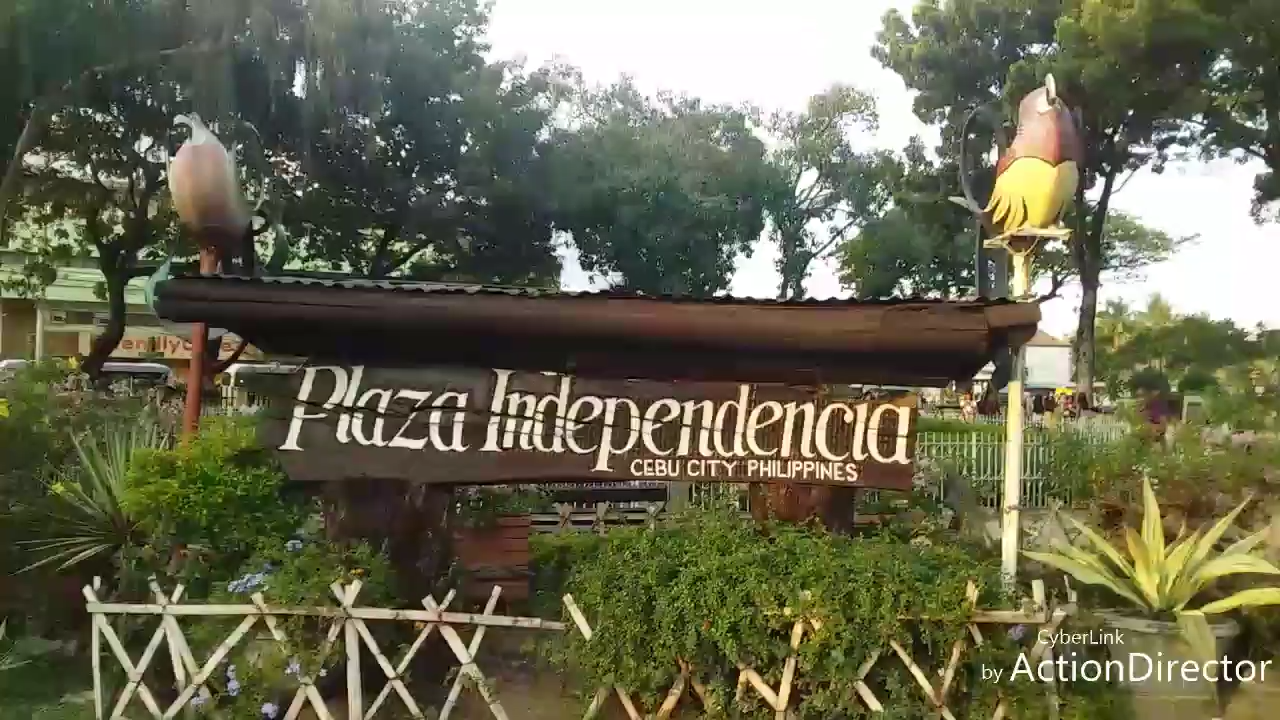 Plaza Independencia
CEBU CITY PHILIPPINES
CyberLink
by ActionDirector